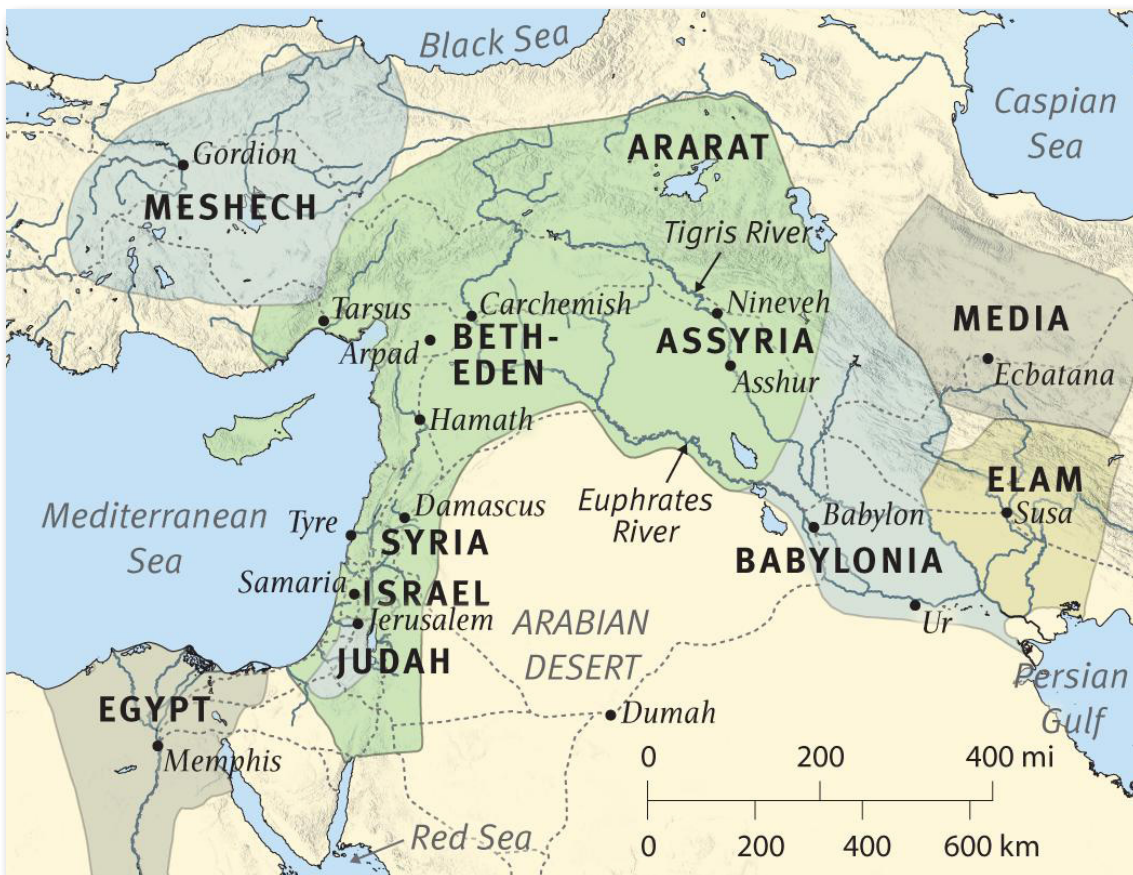 Black Sea
Caspian
Sea
ARARAT
Gordion
MESHECH
Tigris River
Tarsus
Carchemish
Nineveh
MEDIA
Arpad
BETH-
EDEN
ASSYRIA
Ecbatana
Asshur
Hamath
ELAM
Mediterranean
Sea
Tyre
Damascus
Euphrates
River
Babylon
Susa
SYRIA
BABYLONIA
Samaria
ISRAEL
Jerusalem
Ur
ARABIAN
DESERT
JUDAH
Persian
Gulf
EGYPT
Dumah
Memphis
0 200 400 mi
0 200 400 600 km
Red Sea